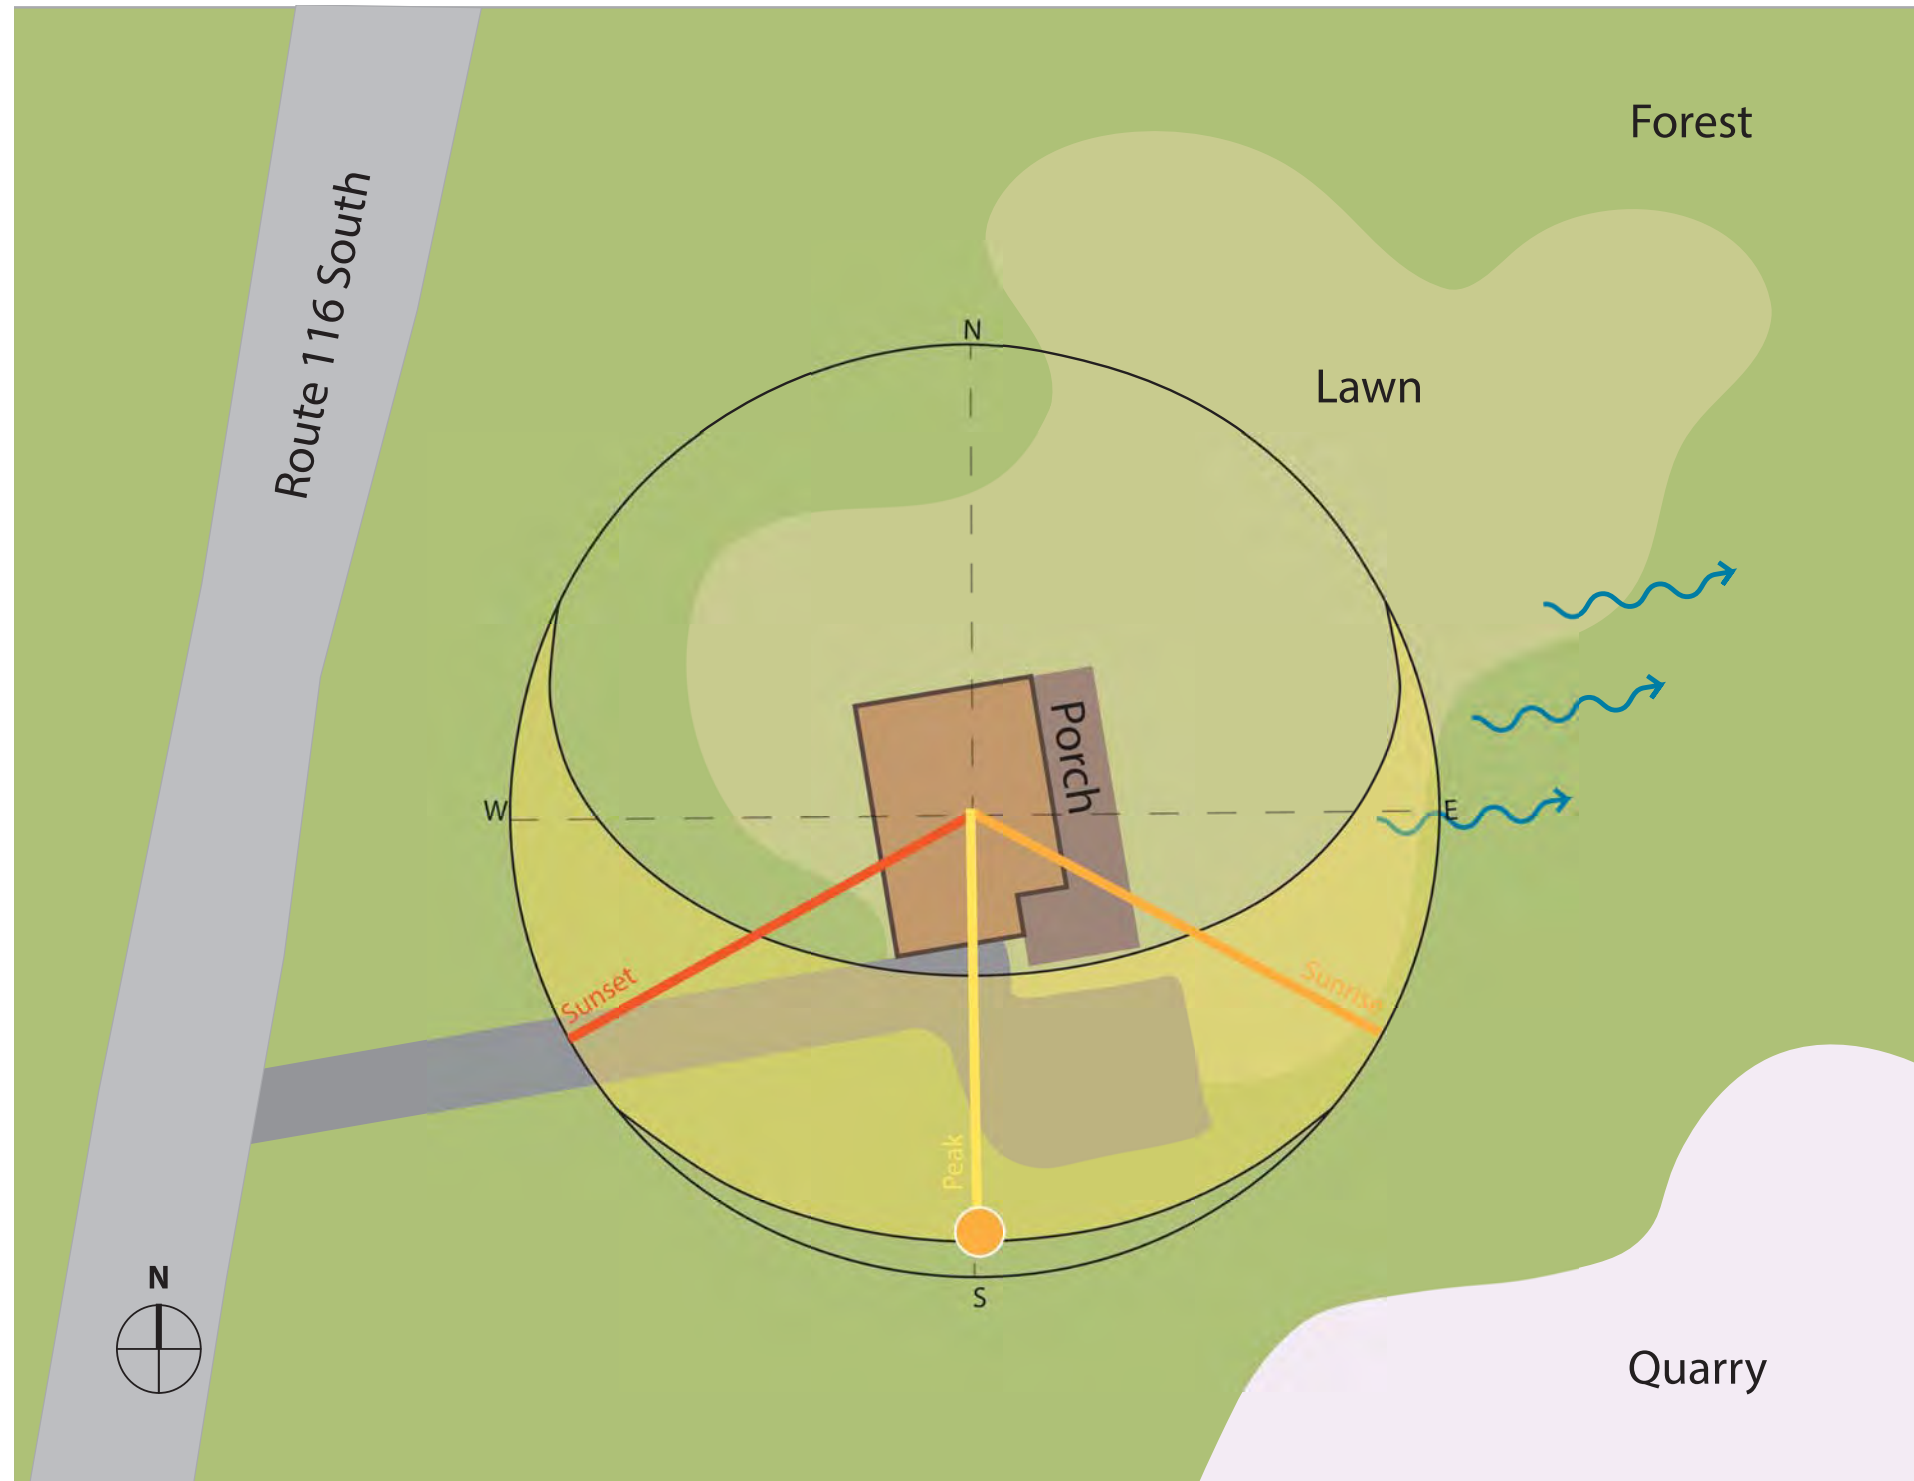 Forest
Route 116 South
N
Lawn
Porch
W
E
Sunset
Sunrise
Peak
N
S
Quarry